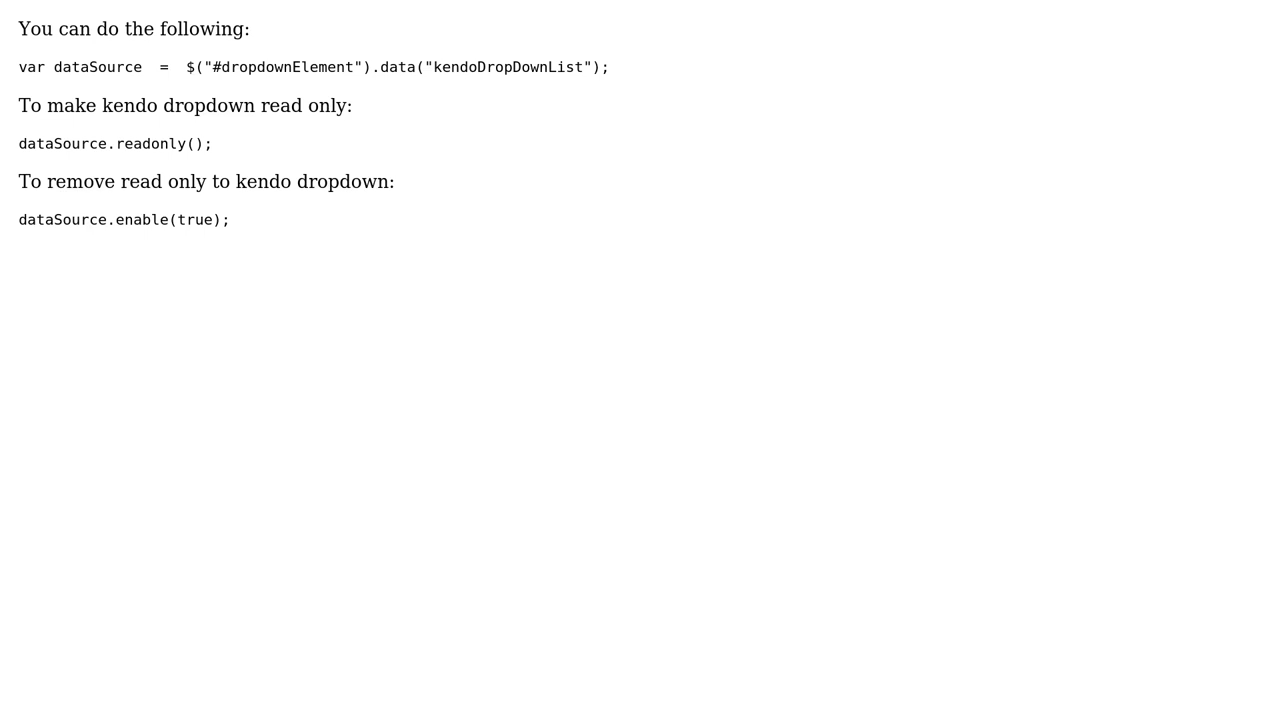 You can do the following:
var dataSource  =  $("#dropdownElement").data("kendoDropDownList");
To make kendo dropdown read only:
dataSource.readonly();
To remove read only to kendo dropdown:
dataSource.enable(true);